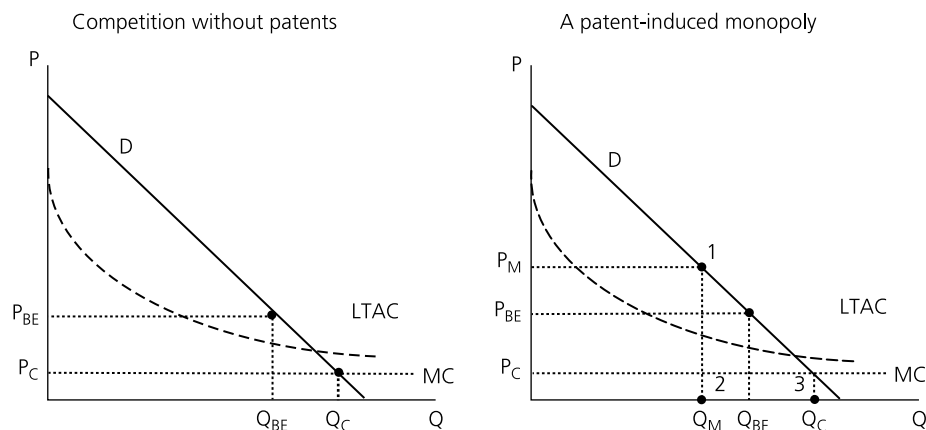 Competition without patents
P
D
P_BE
LTAC
P_C
MC
Q_BE
Q_C
Q
A patent-induced monopoly
P
D
1
P_M
P_BE
LTAC
P_C
2
3
MC
Q_M
Q_BE
Q_C
Q